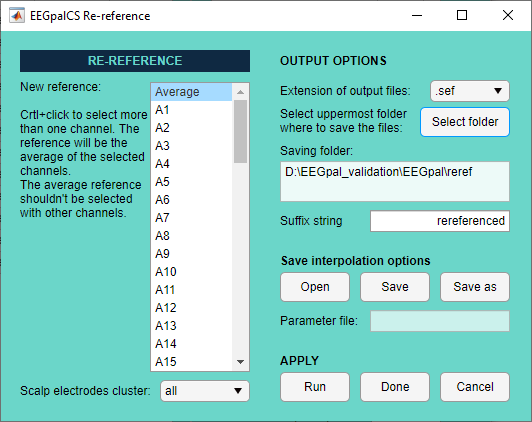 EEGpalCS Re-reference
RE-REFERENCE
New reference:
Crtl+click to select more
than one channel. The
reference will be the
average of the selected
channels.
The average reference
shouldn't be selected
with other channels.
Average
A1
A2
A3
A4
A5
A6
A7
A8
A9
A10
A11
A12
A13
A14
A15
Scalp electrodes cluster:
all
OUTPUT OPTIONS
Extension of output files:
.sef
Select uppermost folder
where to save the files:
Select folder
Saving folder:
D:\EEGpal_validation\EEGpal\reref
Suffix string
rereferenced
Save interpolation options
Open
Save
Save as
Parameter file:
APPLY
Run
Done
Cancel